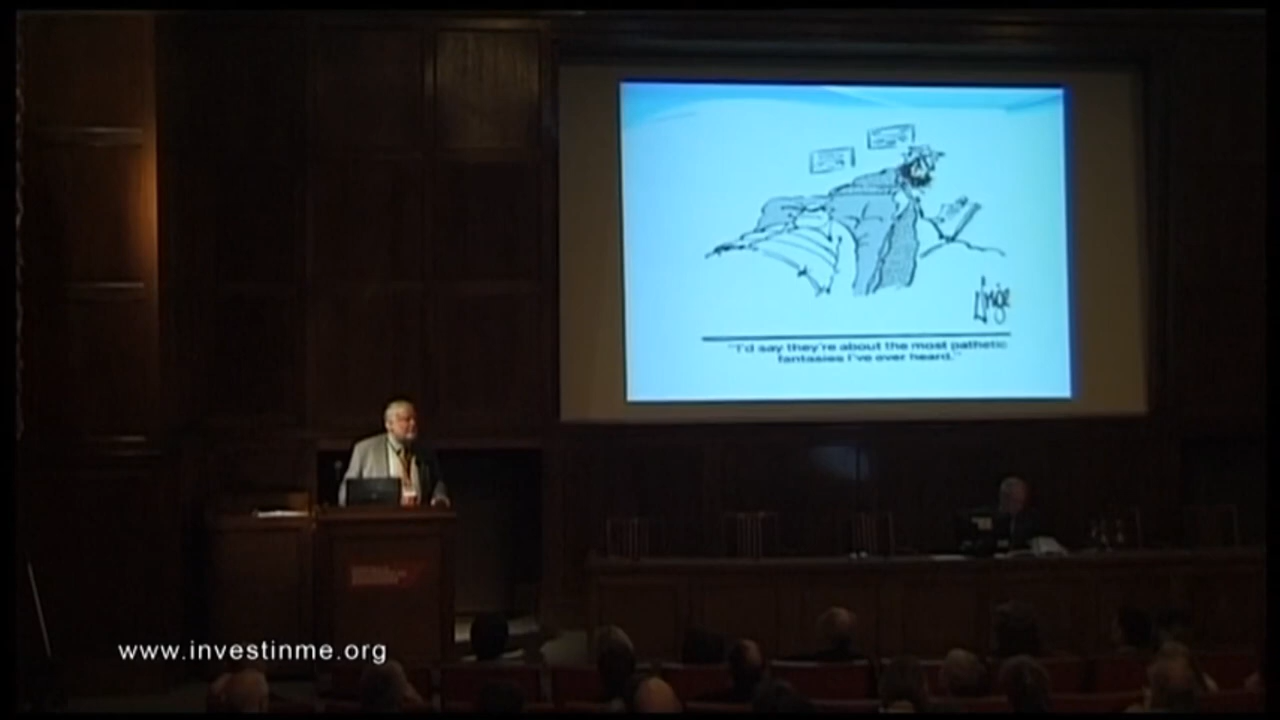 "I'd say they're about the most pathetic
fantasies I've ever heard."
www.investinme.org